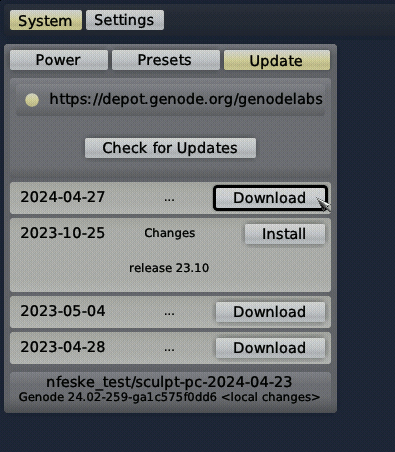 System Settings
Power Presets Update
https://depot.genode.org/genodelabs
Check for Updates
2024-04-27 ... Download
2023-10-25 Changes Install
release 23.10
2023-05-04 ... Download
2023-04-28 ... Download
nfeske_test/sculpt-pc-2024-04-23
Genode 24.02-259-ga1c575f0dd6 <local changes>